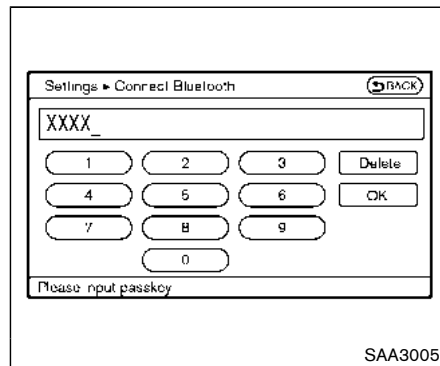 Settings ▸ Connect Bluetooth
BACK
XXXX_
1 2 3 Delete
4 5 6 OK
7 8 9
0
Please input passkey
SAA3005